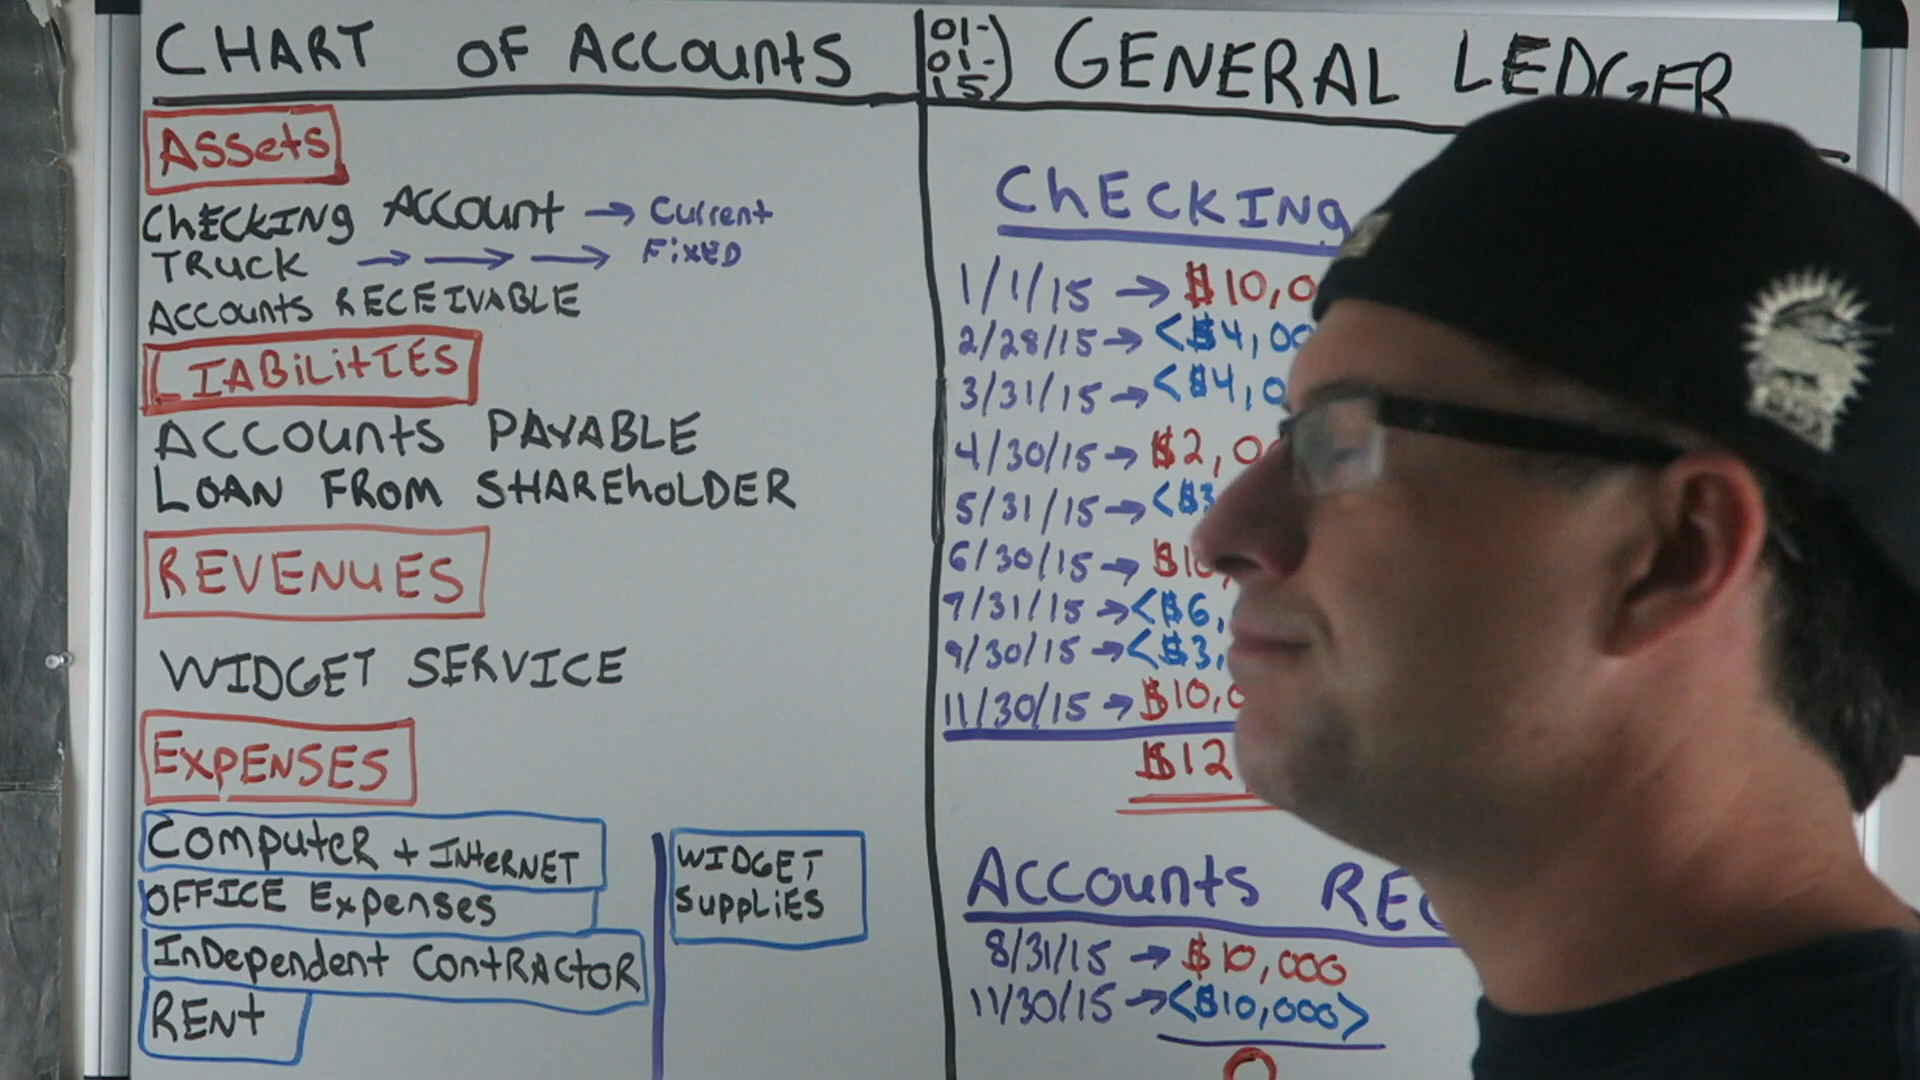 CHART OF ACCOUNTS
Assets
CHECKING ACCOUNT → Current
TRUCK → → → FIXED
ACCOUNTS RECEIVABLE
LIABILITIES
ACCOUNTS PAYABLE
LOAN FROM SHAREHOLDER
REVENUES
WIDGET SERVICE
EXPENSES
COMPUTER + INTERNET
OFFICE EXPENSES
INDEPENDENT CONTRACTOR
RENT
WIDGET
SUPPLIES
01-
01-
15)
GENERAL LEDGER
CHECKING
1/1/15 → $10,0
2/28/15 → <$4,00
3/31/15 → <$4,0
4/30/15 → $2,00
5/31/15 → <$3
6/30/15 → $10,
7/31/15 → <$6,
9/30/15 → <$3,
11/30/15 → $10,0
$12
ACCOUNTS REC
8/31/15 → $10,000
11/30/15 → <$10,000>
0